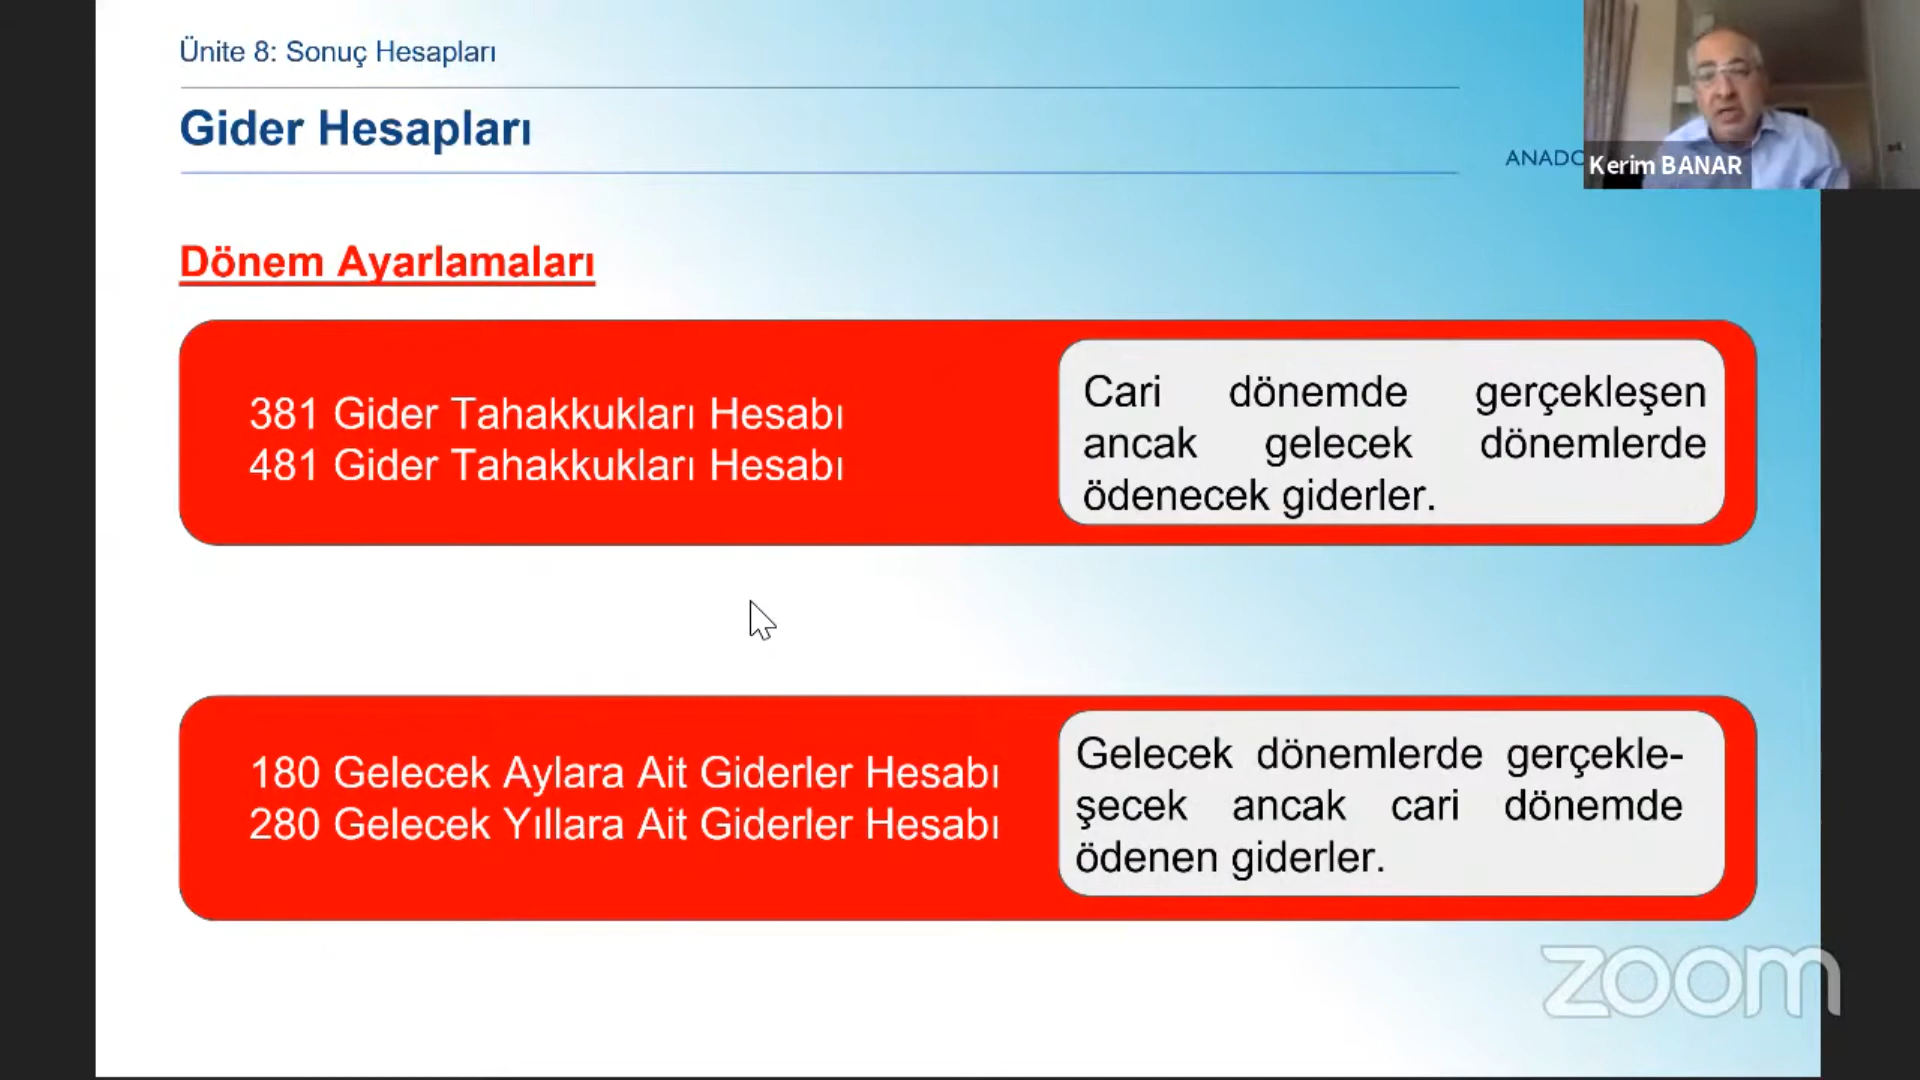 Ünite 8: Sonuç Hesapları
Gider Hesapları
ANADO
Kerim BANAR
Dönem Ayarlamaları
381 Gider Tahakkukları Hesabı
481 Gider Tahakkukları Hesabı
Cari dönemde gerçekleşen
ancak gelecek dönemlerde
ödenecek giderler.
180 Gelecek Aylara Ait Giderler Hesabı
280 Gelecek Yıllara Ait Giderler Hesabı
Gelecek dönemlerde gerçekle-
şecek ancak cari dönemde
ödenen giderler.
zoom